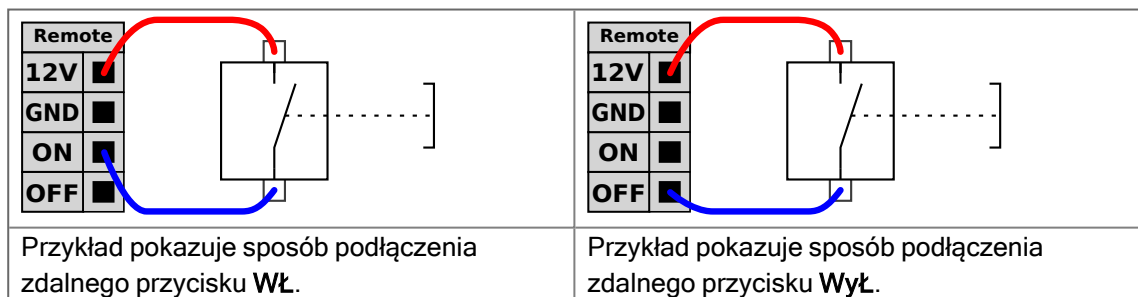 Remote
12V
GND
ON
OFF
Przykład pokazuje sposób podłączenia
zdalnego przycisku WŁ.
Remote
12V
GND
ON
OFF
Przykład pokazuje sposób podłączenia
zdalnego przycisku WyŁ.